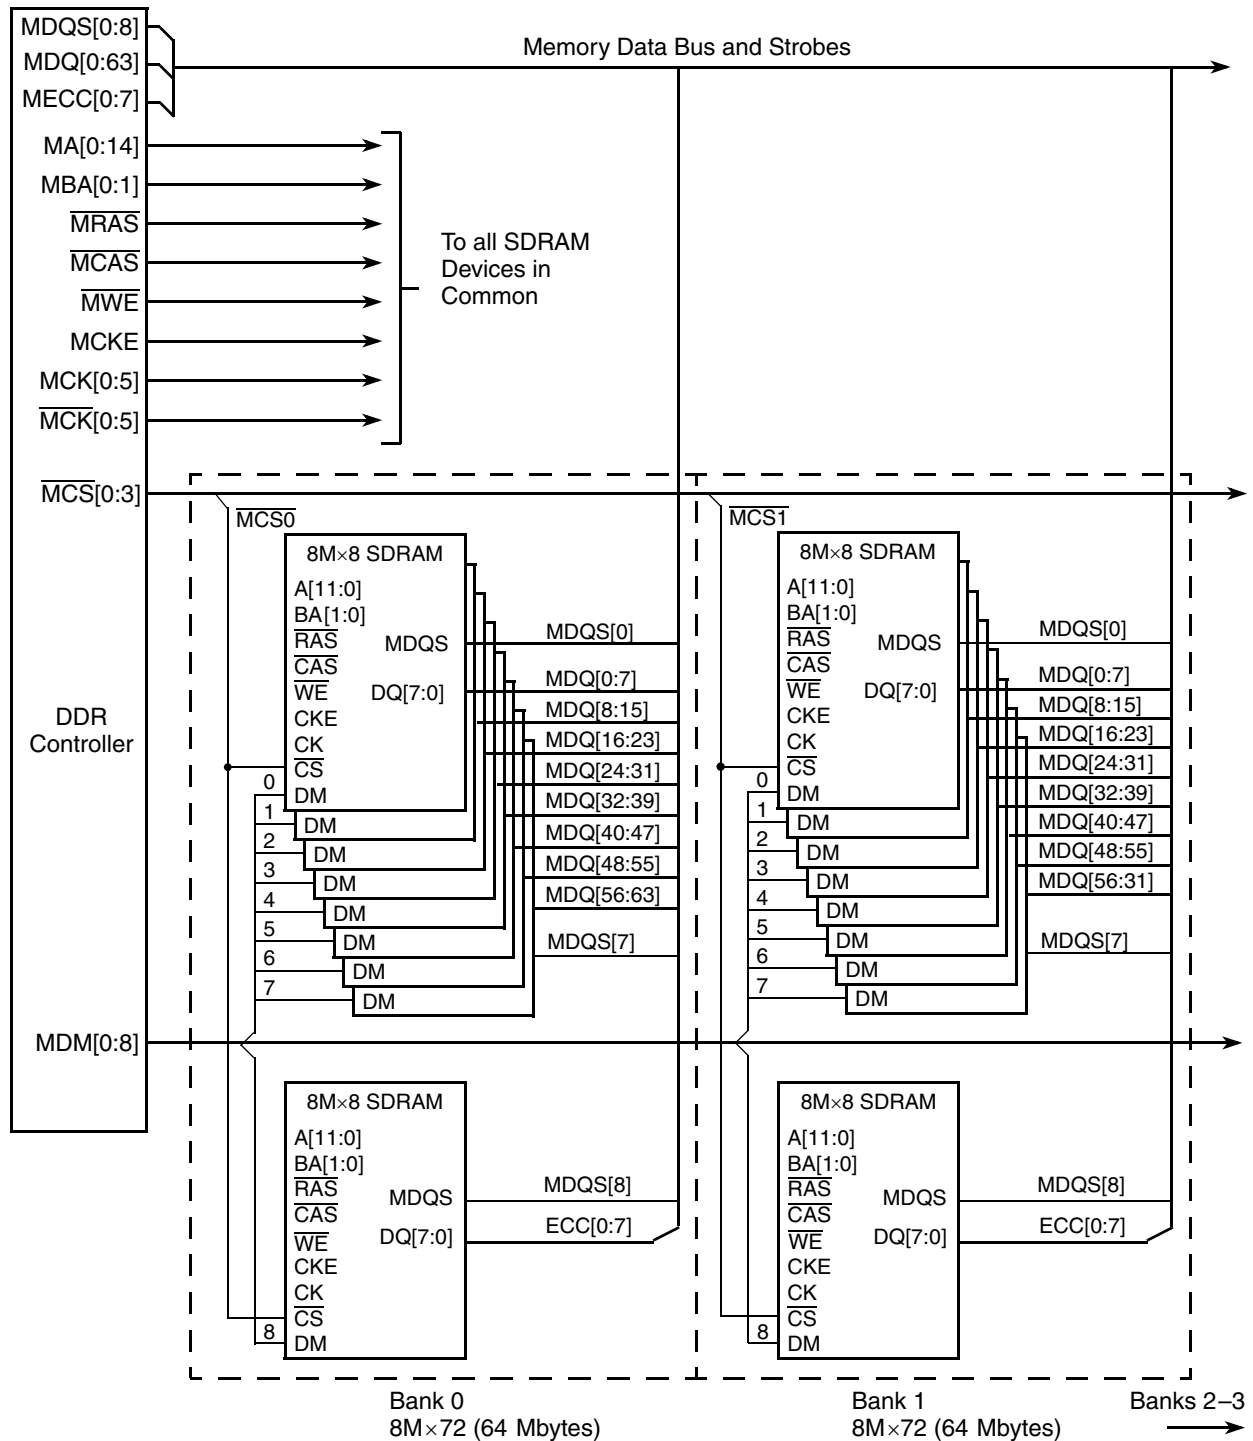 MDQS[0:8]
MDQ[0:63]
MECC[0:7]
Memory Data Bus and Strobes
MA[0:14]
MBA[0:1]
MRAS
MCAS
MWE
MCKE
MCK[0:5]
MCK[0:5]
To all SDRAM
Devices in
Common
MCS[0:3]
DDR
Controller
MDM[0:8]
MCS0
8M×8 SDRAM
A[11:0]
BA[1:0]
RAS
CAS
WE
CKE
CK
CS
DM
MDQS
DQ[7:0]
0
1
2
3
4
5
6
7
DM
DM
DM
DM
DM
DM
DM
MDQS[0]
MDQ[0:7]
MDQ[8:15]
MDQ[16:23]
MDQ[24:31]
MDQ[32:39]
MDQ[40:47]
MDQ[48:55]
MDQ[56:63]
MDQS[7]
MCS1
8M×8 SDRAM
A[11:0]
BA[1:0]
RAS
CAS
WE
CKE
CK
CS
DM
MDQS
DQ[7:0]
0
1
2
3
4
5
6
7
DM
DM
DM
DM
DM
DM
DM
MDQS[0]
MDQ[0:7]
MDQ[8:15]
MDQ[16:23]
MDQ[24:31]
MDQ[32:39]
MDQ[40:47]
MDQ[48:55]
MDQ[56:31]
MDQS[7]
8M×8 SDRAM
A[11:0]
BA[1:0]
RAS
CAS
WE
CKE
CK
CS
DM
8
MDQS
DQ[7:0]
MDQS[8]
ECC[0:7]
8M×8 SDRAM
A[11:0]
BA[1:0]
RAS
CAS
WE
CKE
CK
CS
DM
8
MDQS
DQ[7:0]
MDQS[8]
ECC[0:7]
Bank 0
8M×72 (64 Mbytes)
Bank 1
8M×72 (64 Mbytes)
Banks 2–3